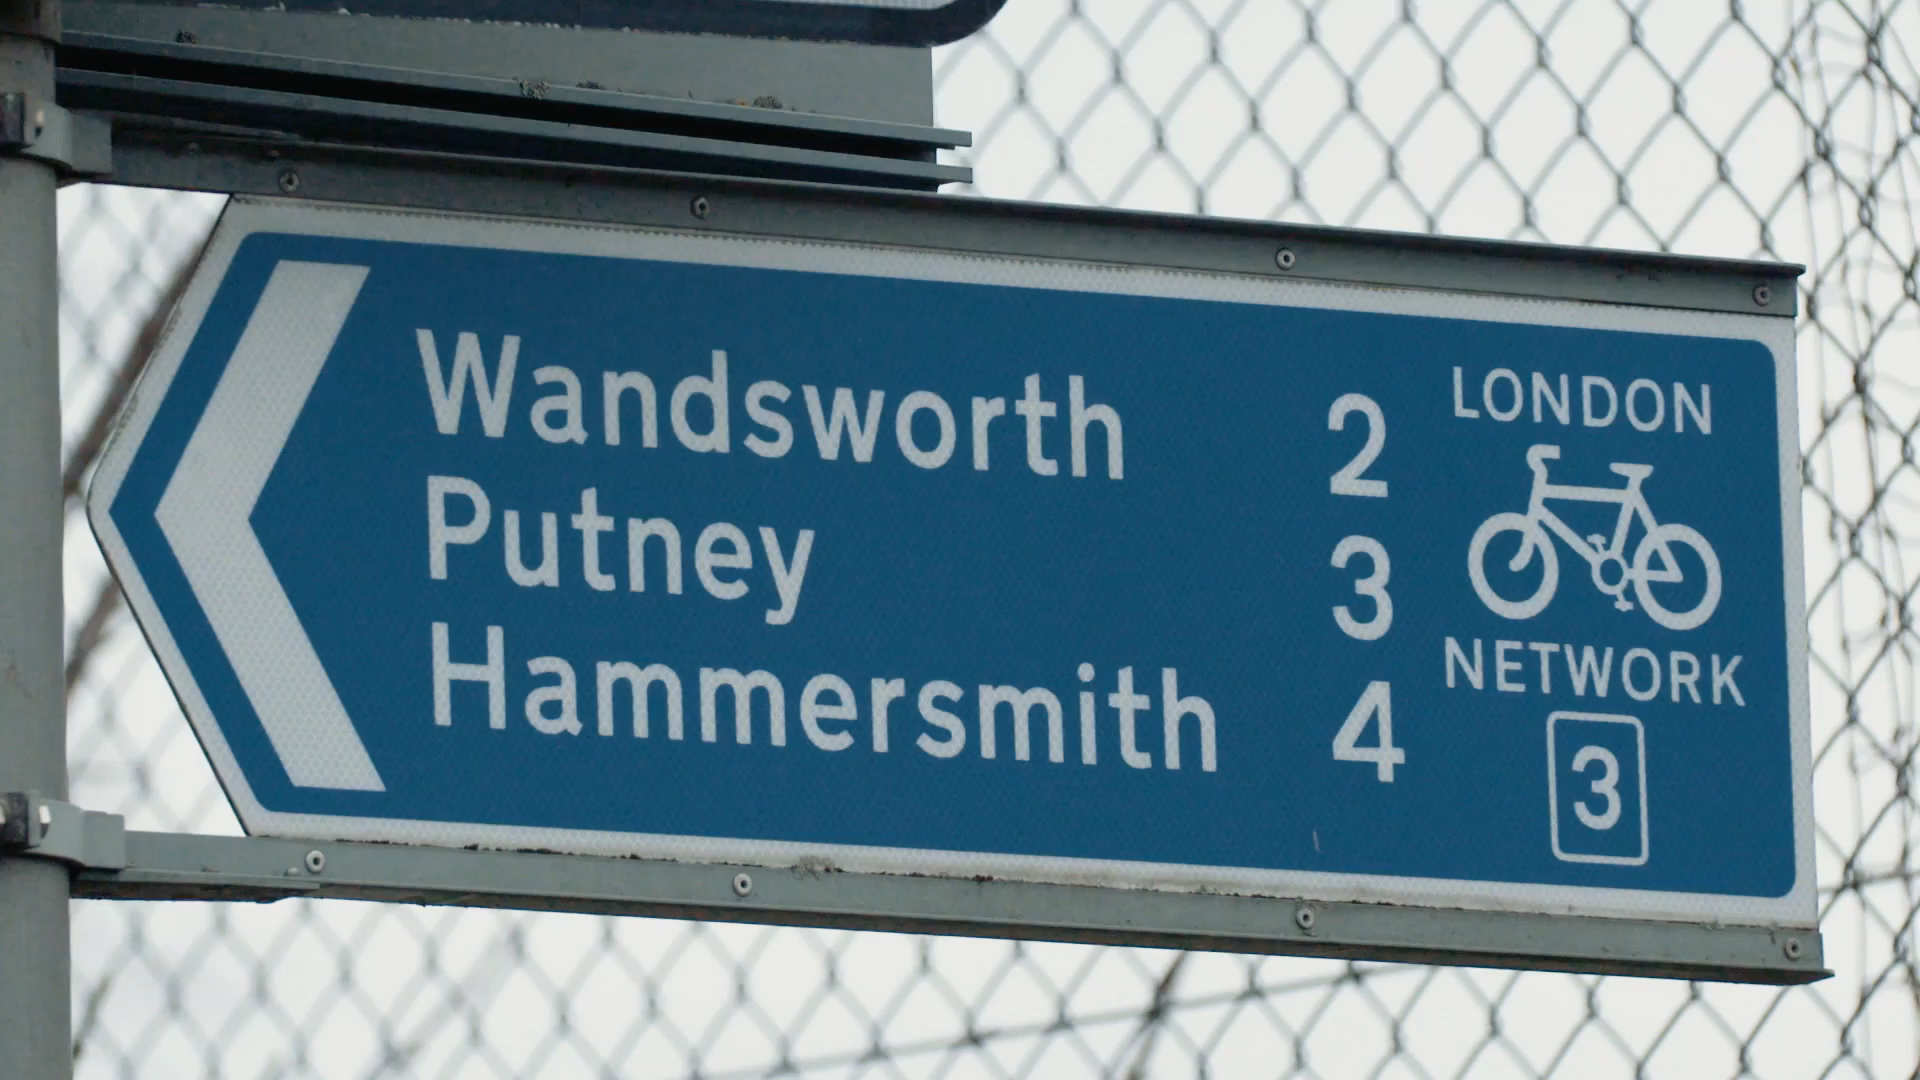 Wandsworth 2
Putney 3
Hammersmith 4
LONDON
NETWORK
3